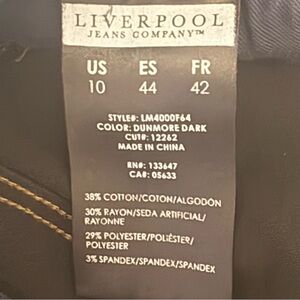 LIVERPOOL
JEANS COMPANY™
US ES FR
10 44 42
STYLE#: LM4000F64
COLOR: DUNMORE DARK
CUT#: 12262
MADE IN CHINA
RN#: 133647
CA#: 05633
38% COTTON/COTON/ALGODÓN
30% RAYON/SEDA ARTIFICIAL/
RAYONNE
29% POLYESTER/POLIÉSTER/
POLYESTER
3% SPANDEX/SPANDEX/SPANDEX